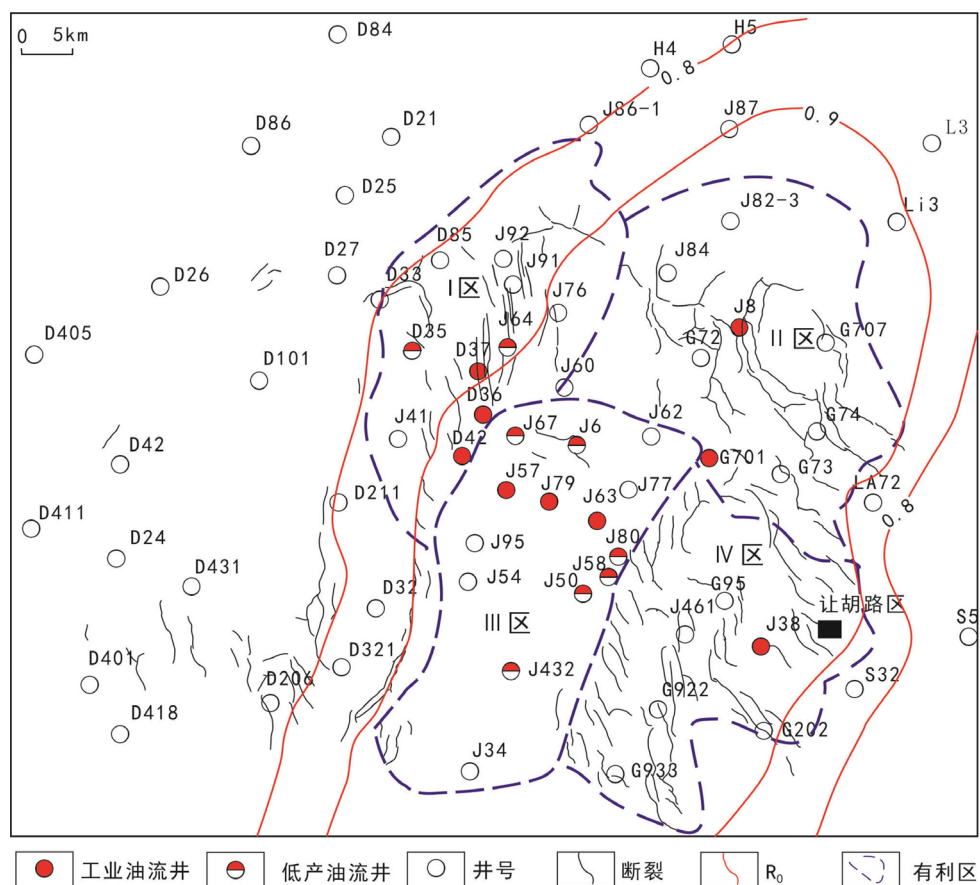 0 5km
D84
H5
H4
0.8
J86-1
J87
0.9
L3
D86
D21
D25
J82-3
Li3
D27
D85
J92
J84
D26
D33
I区
J91
J76
J8
D405
D35
J64
G72
II区
G707
D101
D37
J60
D36
J41
J67
J6
J62
G74
D42
D42
G701
G73
J57
J79
J63
J77
LA72
D211
0.8
D411
D24
J95
J80
IV区
D431
J54
J58
J50
G95
D32
III区
J461
让胡路区
J38
S5
D401
D321
J432
S32
D206
G922
D418
G202
J34
G933
工业油流井 低产油流井 井号 断裂 R₀ 有利区